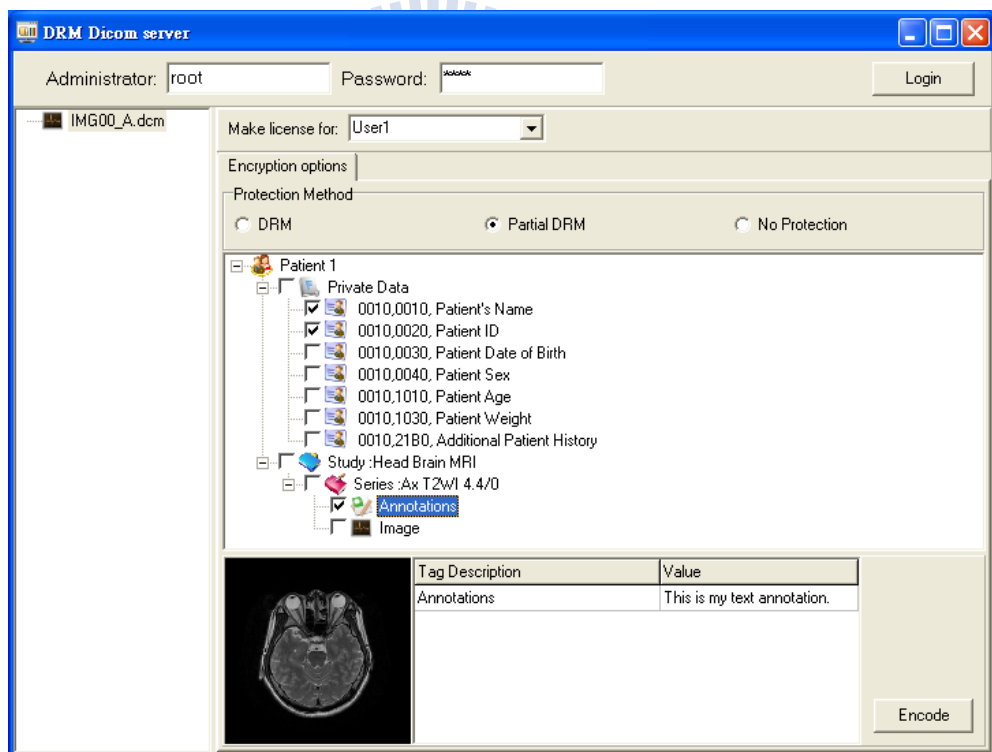 DRM Dicom server
Administrator: root Password: ***** Login
IMG00_A.dcm
Make license for: User1
Encryption options
Protection Method
DRM Partial DRM No Protection
Patient 1
Private Data
0010,0010, Patient's Name
0010,0020, Patient ID
0010,0030, Patient Date of Birth
0010,0040, Patient Sex
0010,1010, Patient Age
0010,1030, Patient Weight
0010,21B0, Additional Patient History
Study :Head Brain MRI
Series :Ax T2WI 4.4/0
Annotations
Image
Tag Description Value
Annotations This is my text annotation.
Encode